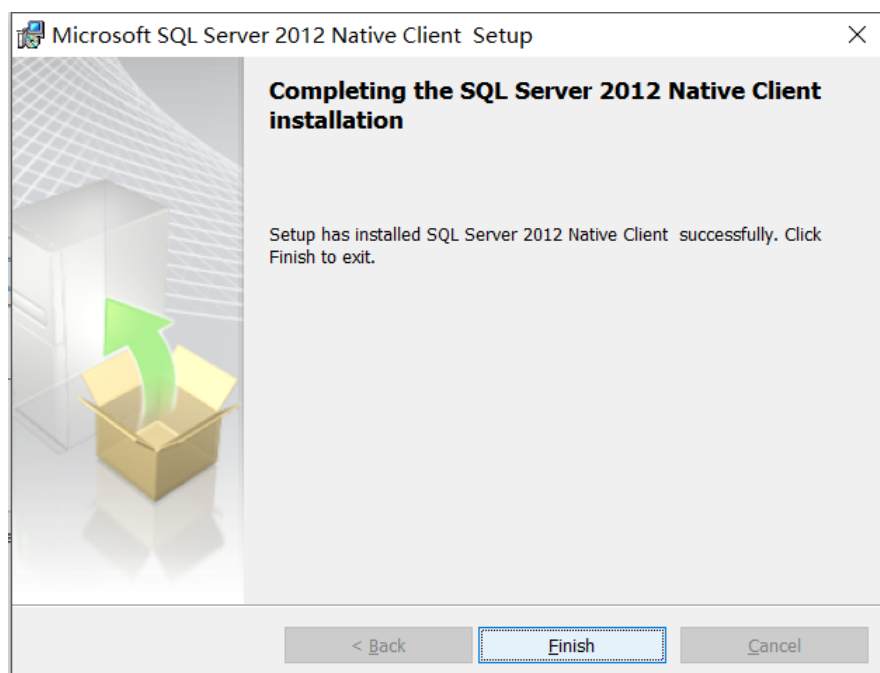 Microsoft SQL Server 2012 Native Client Setup
Completing the SQL Server 2012 Native Client
installation
Setup has installed SQL Server 2012 Native Client successfully. Click
Finish to exit.
< Back
Finish
Cancel